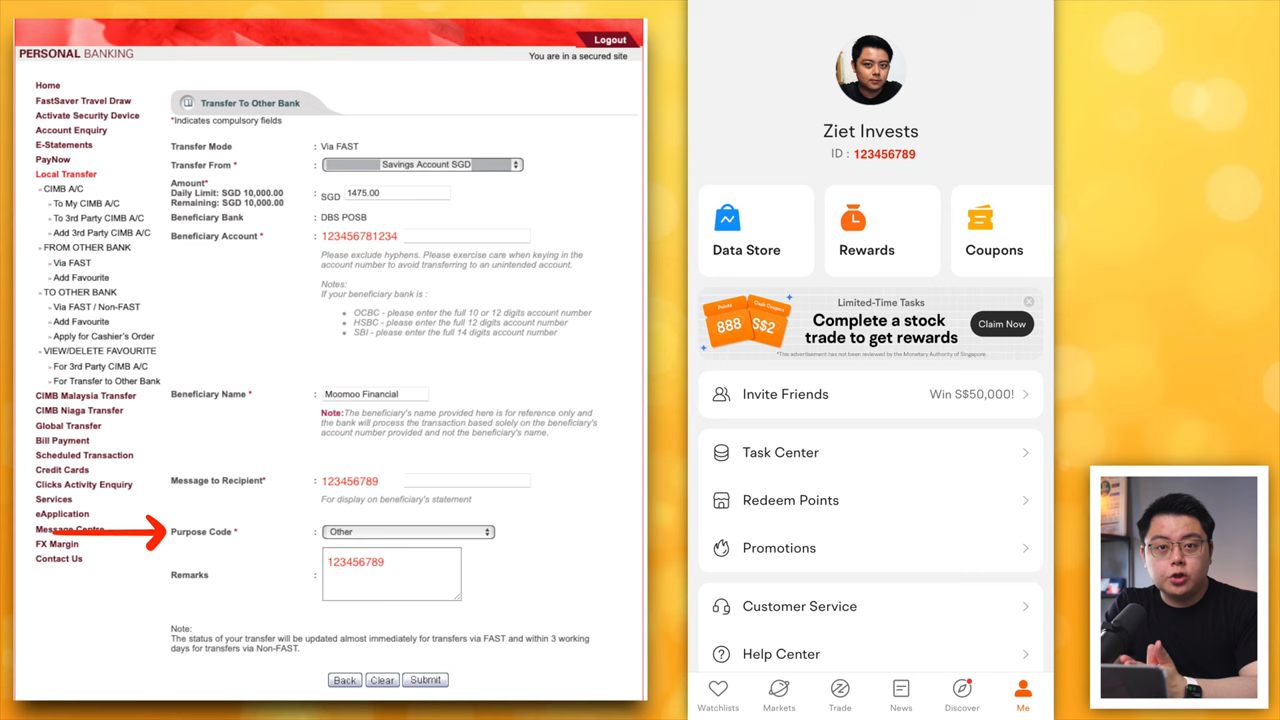 PERSONAL BANKING
Logout
You are in a secured site
Home
FastSaver Travel Draw
Activate Security Device
Account Enquiry
E-Statements
PayNow
Local Transfer
» CIMB A/C
» To My CIMB A/C
» To 3rd Party CIMB A/C
» Add 3rd Party CIMB A/C
» FROM OTHER BANK
» Via FAST
» Add Favourite
» TO OTHER BANK
» Via FAST / Non-FAST
» Add Favourite
» Apply for Cashier's Order
» VIEW/DELETE FAVOURITE
» For 3rd Party CIMB A/C
» For Transfer to Other Bank
CIMB Malaysia Transfer
CIMB Niaga Transfer
Global Transfer
Bill Payment
Scheduled Transaction
Credit Cards
Clicks Activity Enquiry
Services
eApplication
Message Centre
FX Margin
Contact Us
Transfer To Other Bank
*Indicates compulsory fields
Transfer Mode : Via FAST
Transfer From * : Savings Account SGD
Amount*
Daily Limit: SGD 10,000.00
Remaining: SGD 10,000.00
: SGD 1475.00
Beneficiary Bank : DBS POSB
Beneficiary Account * : 123456781234
Please exclude hyphens. Please exercise care when keying in the
account number to avoid transferring to an unintended account.
Notes:
If your beneficiary bank is :
• OCBC - please enter the full 10 or 12 digits account number
• HSBC - please enter the full 12 digits account number
• SBI - please enter the full 14 digits account number
Beneficiary Name * : Moomoo Financial
Note:The beneficiary's name provided here is for reference only and
the bank will process the transaction based solely on the beneficiary's
account number provided and not the beneficiary's name.
Message to Recipient* : 123456789
For display on beneficiary's statement
Purpose Code * : Other
Remarks : 123456789
Note:
The status of your transfer will be updated almost immediately for transfers via FAST and within 3 working
days for transfers via Non-FAST.
Back Clear Submit
Ziet Invests
ID : 123456789
Data Store
Rewards
Coupons
Points
888
Cash Coupon
S$2
Limited-Time Tasks
Complete a stock
trade to get rewards
Claim Now
*This advertisement has not been reviewed by the Monetary Authority of Singapore.
Invite Friends Win S$50,000!
Task Center
Redeem Points
Promotions
Customer Service
Help Center
Watchlists
Markets
Trade
News
Discover
Me